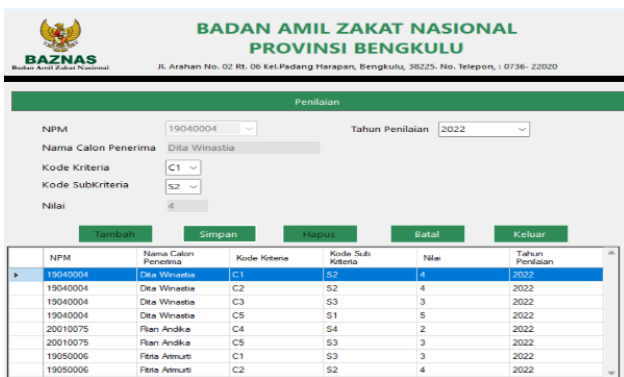 BADAN AMIL ZAKAT NASIONAL
PROVINSI BENGKULU
BAZNAS
Badan Amil Zakat Nasional
Jl. Arahan No. 02 Rt. 06 Kel.Padang Harapan, Bengkulu, 38225. No. Telepon, : 0736- 22020
Penilaian
NPM 19040004 Tahun Penilaian 2022
Nama Calon Penerima Dita Winastia
Kode Kriteria C1
Kode SubKriteria S2
Nilai 4
Tambah Simpan Hapus Batal Keluar
NPM Nama Calon Penerima Kode Kriteria Kode Sub Kriteria Nilai Tahun Penilaian
19040004 Dita Winastia C1 S2 4 2022
19040004 Dita Winastia C2 S2 4 2022
19040004 Dita Winastia C3 S3 3 2022
19040004 Dita Winastia C5 S1 5 2022
20010075 Rian Andika C4 S4 2 2022
20010075 Rian Andika C5 S3 3 2022
19050006 Fitria Arimurti C1 S3 3 2022
19050006 Fitria Arimurti C2 S2 4 2022